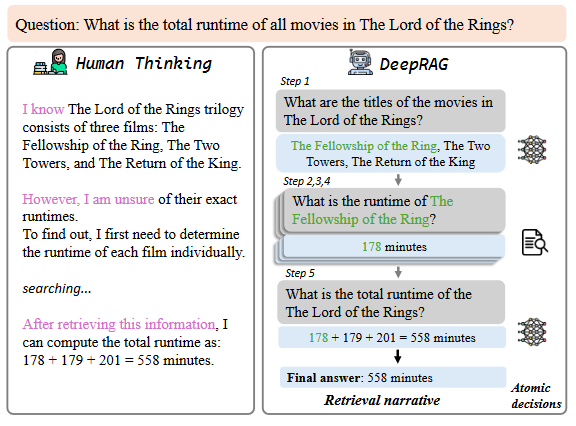 Question: What is the total runtime of all movies in The Lord of the Rings?
Human Thinking
I know The Lord of the Rings trilogy
consists of three films: The
Fellowship of the Ring, The Two
Towers, and The Return of the King.
However, I am unsure of their exact
runtimes.
To find out, I first need to determine
the runtime of each film individually.
searching...
After retrieving this information, I
can compute the total runtime as:
178 + 179 + 201 = 558 minutes.
DeepRAG
Step 1
What are the titles of the movies in
The Lord of the Rings?
The Fellowship of the Ring, The Two
Towers, The Return of the King
Step 2,3,4
What is the runtime of The
Fellowship of the Ring?
178 minutes
Step 5
What is the total runtime of the
The Lord of the Rings?
178 + 179 + 201 = 558 minutes
Final answer: 558 minutes
Retrieval narrative
Atomic
decisions